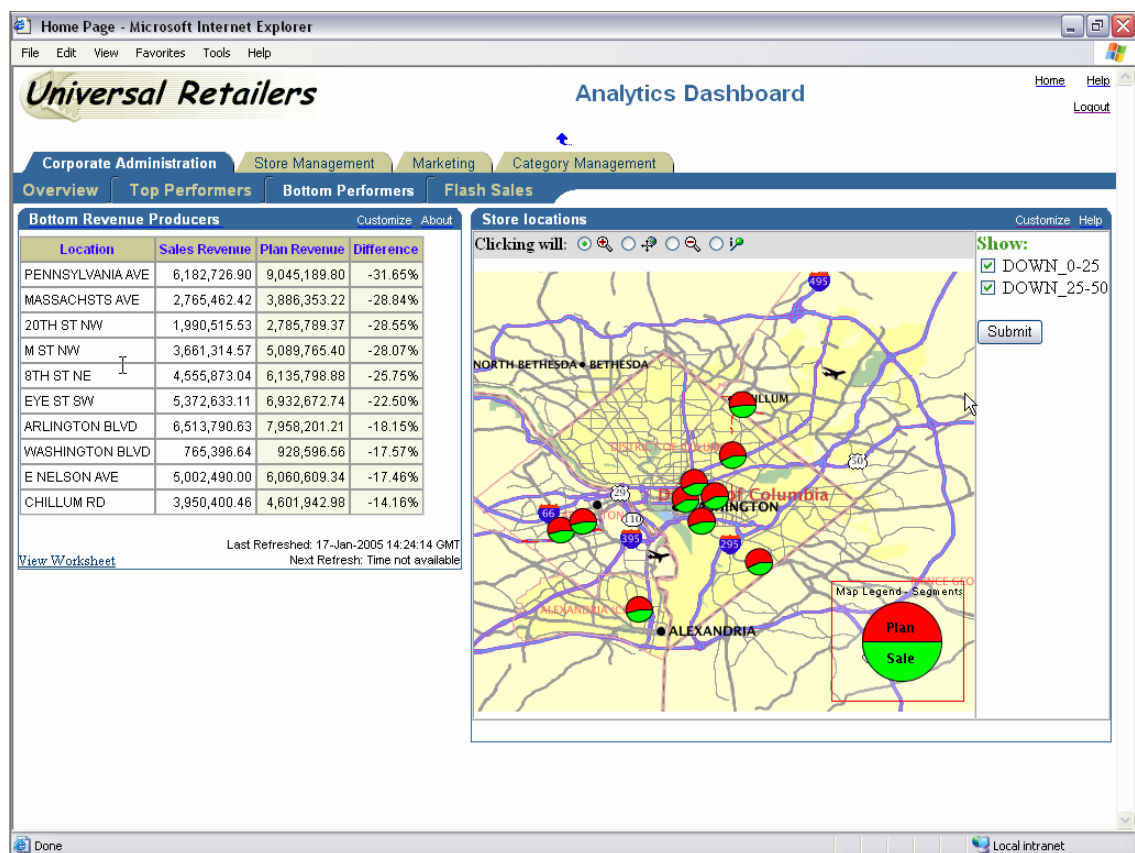 Home Page - Microsoft Internet Explorer
File Edit View Favorites Tools Help
Universal Retailers
Analytics Dashboard
Home Help
Logout
Corporate Administration Store Management Marketing Category Management
Overview Top Performers Bottom Performers Flash Sales
Bottom Revenue Producers Customize About
Location Sales Revenue Plan Revenue Difference
PENNSYLVANIA AVE 6,182,726.90 9,045,189.80 -31.65%
MASSACHSTS AVE 2,765,462.42 3,886,353.22 -28.84%
20TH ST NW 1,990,515.53 2,785,789.37 -28.55%
M ST NW 3,661,314.57 5,089,765.40 -28.07%
8TH ST NE 4,555,873.04 6,135,798.88 -25.75%
EYE ST SW 5,372,633.11 6,932,672.74 -22.50%
ARLINGTON BLVD 6,513,790.63 7,958,201.21 -18.15%
WASHINGTON BLVD 765,396.64 928,596.56 -17.57%
E NELSON AVE 5,002,490.00 6,060,609.34 -17.46%
CHILLUM RD 3,950,400.46 4,601,942.98 -14.16%
Last Refreshed: 17-Jan-2005 14:24:14 GMT
View Worksheet Next Refresh: Time not available
Store locations Customize Help
Clicking will:
Show:
DOWN_0-25
DOWN_25-50
Submit
495
NORTH BETHESDA BETHESDA
50
29
of Columbia
66
110
395
295
Map Legend - Segments
Plan
Sale
ALEXANDRIA
Done Local intranet